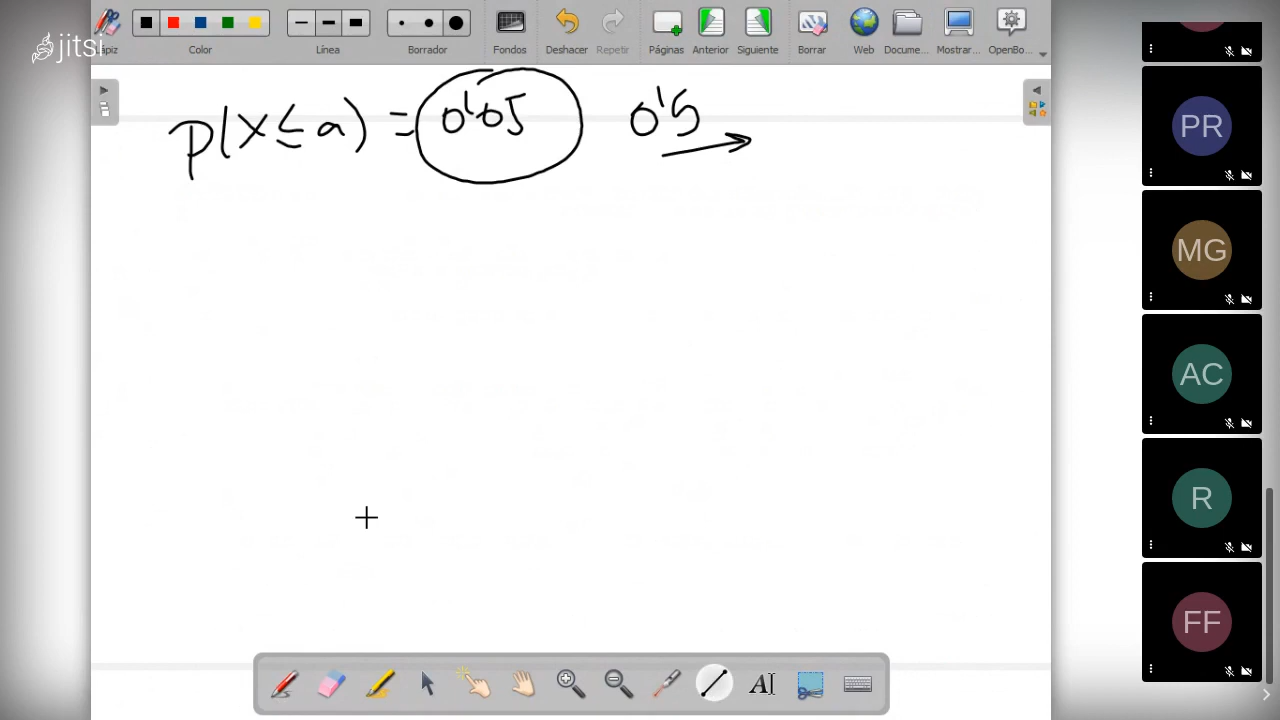 jitsi
Lápiz Color Línea Borrador Fondos Deshacer Repetir Páginas Anterior Siguiente Borrar Web Docume... Mostrar... OpenBo...
p(x≤a) = 0'05 0'5
PR
MG
AC
R
FF